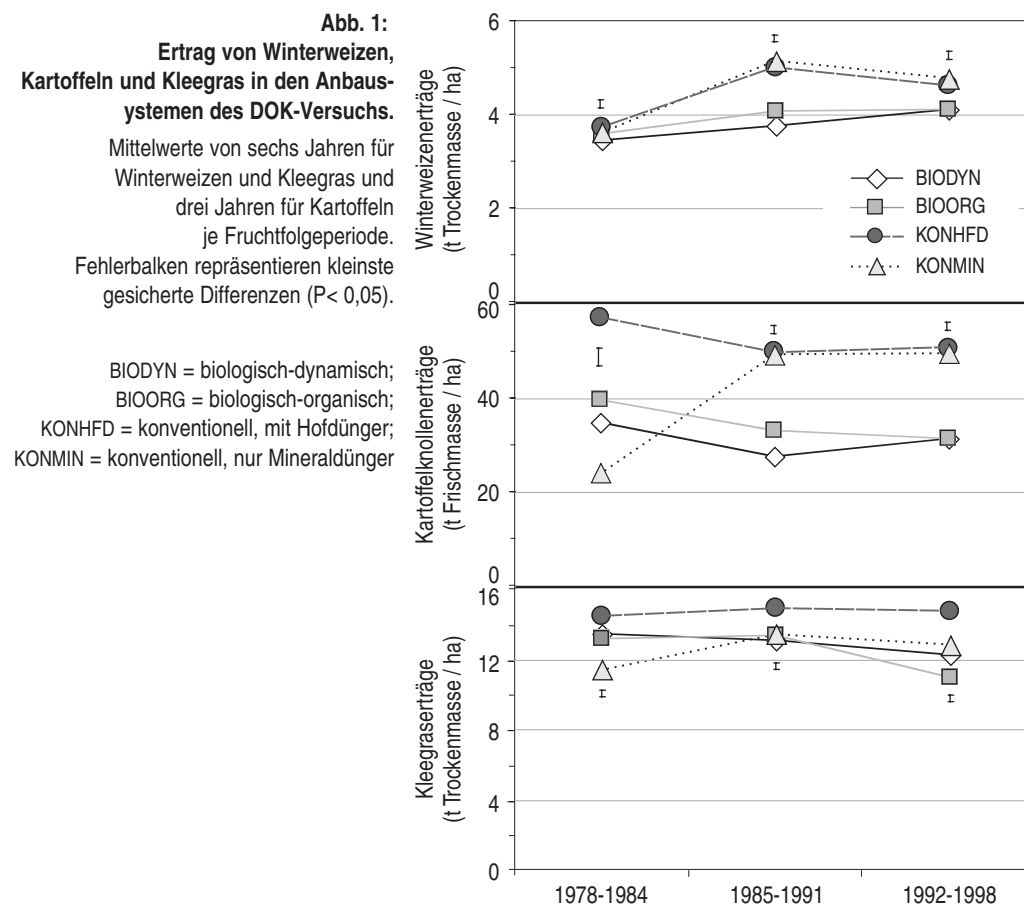 Abb. 1:
Ertrag von Winterweizen,
Kartoffeln und Kleegras in den Anbaus-
ystemen des DOK-Versuchs.
Mittelwerte von sechs Jahren für
Winterweizen und Kleegras und
drei Jahren für Kartoffeln
je Fruchtfolgeperiode.
Fehlerbalken repräsentieren kleinste
gesicherte Differenzen (P< 0,05).
BIODYN = biologisch-dynamisch;
BIOORG = biologisch-organisch;
KONHFD = konventionell, mit Hofdünger;
KONMIN = konventionell, nur Mineraldünger
Winterweizenerträge
(t Trockenmasse / ha)
6
4
2
0
BIODYN
BIOORG
KONHFD
KONMIN
Kartoffelknollenerträge
(t Frischmasse / ha)
60
40
20
0
Kleegraserträge
(t Trockenmasse / ha)
16
12
8
4
0
1978-1984
1985-1991
1992-1998